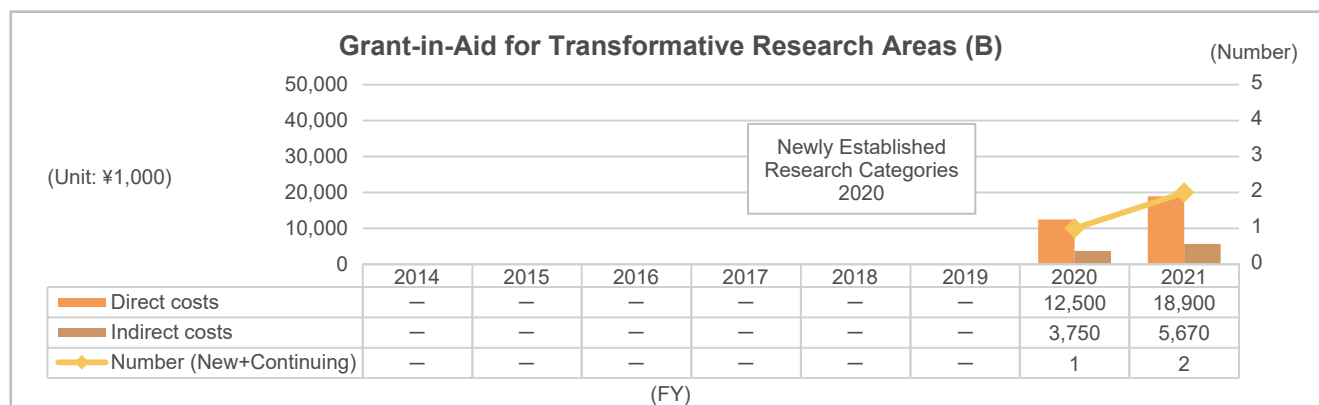 Grant-in-Aid for Transformative Research Areas (B)
(Number)
50,000
40,000
30,000
20,000
10,000
0
(Unit: ¥1,000)
5
4
3
2
1
0
Newly Established
Research Categories
2020
2014 2015 2016 2017 2018 2019 2020 2021
Direct costs — — — — — — 12,500 18,900
Indirect costs — — — — — — 3,750 5,670
Number (New+Continuing) — — — — — — 1 2
(FY)